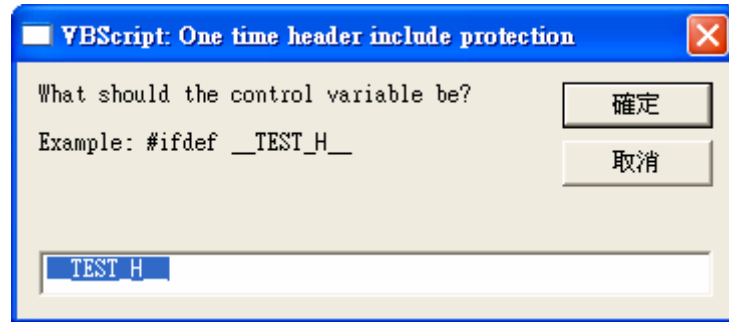 VBScript: One time header include protection
What should the control variable be?
Example: #ifdef __TEST_H__
確定
取消
__TEST_H__